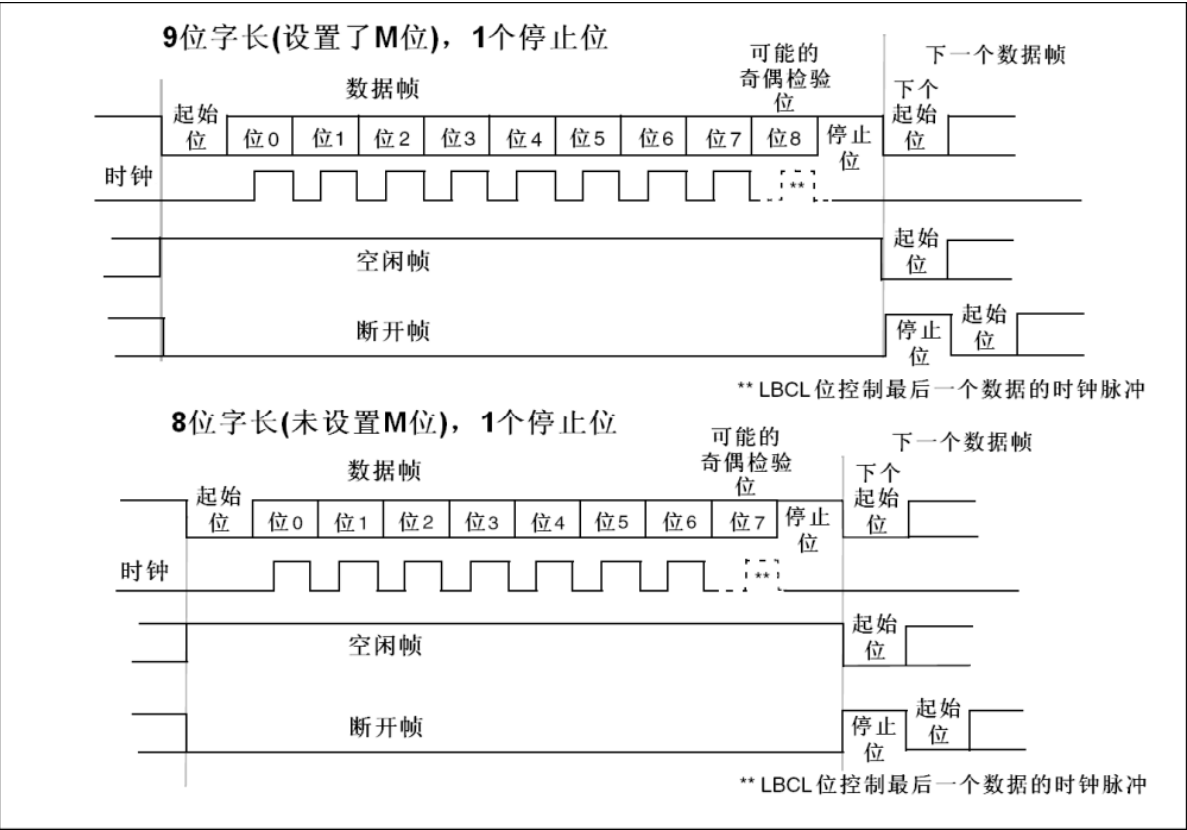 9位字长(设置了M位)，1个停止位
可能的
奇偶检验
位
下一个数据帧
数据帧
下个
起始
位
起始
位
位0
位1
位2
位3
位4
位5
位6
位7
位8
停止
位
时钟
**
空闲帧
起始
位
断开帧
停止
位
起始
位
** LBCL位控制最后一个数据的时钟脉冲
8位字长(未设置M位)，1个停止位
可能的
奇偶检验
位
下一个数据帧
数据帧
下个
起始
位
起始
位
位0
位1
位2
位3
位4
位5
位6
位7
停止
位
时钟
**
空闲帧
起始
位
断开帧
停止
位
起始
位
** LBCL位控制最后一个数据的时钟脉冲